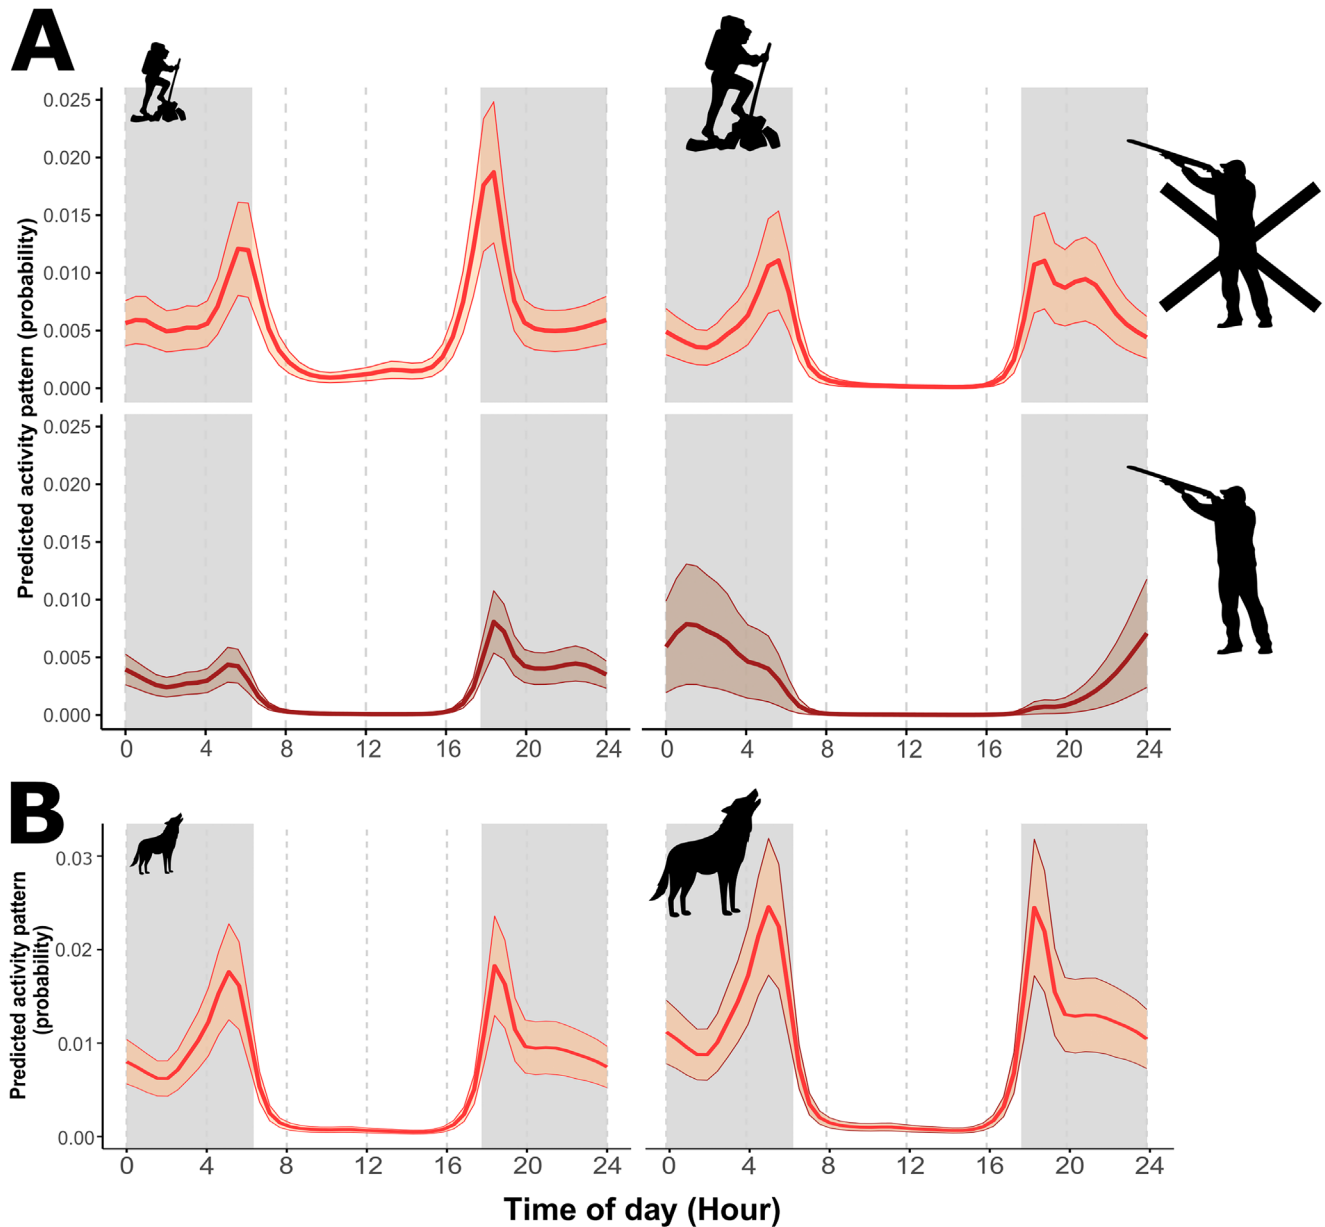 A
Predicted activity pattern (probability)
0.025
0.020
0.015
0.010
0.005
0.000
0.025
0.020
0.015
0.010
0.005
0.000
0 4 8 12 16 20 24
0 4 8 12 16 20 24
B
Predicted activity pattern
(probability)
0.03
0.02
0.01
0.00
0 4 8 12 16 20 24
0 4 8 12 16 20 24
Time of day (Hour)